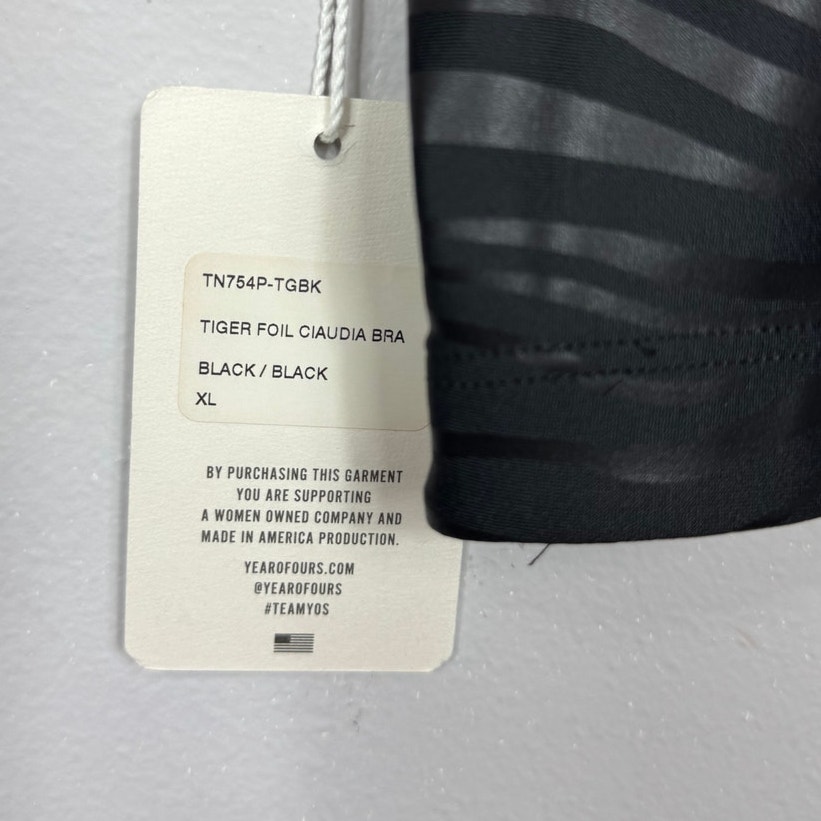 TN754P-TGBK
TIGER FOIL CIAUDIA BRA
BLACK / BLACK
XL
BY PURCHASING THIS GARMENT
YOU ARE SUPPORTING
A WOMEN OWNED COMPANY AND
MADE IN AMERICA PRODUCTION.
YEAROFOURS.COM
@YEAROFOURS
#TEAMYOS